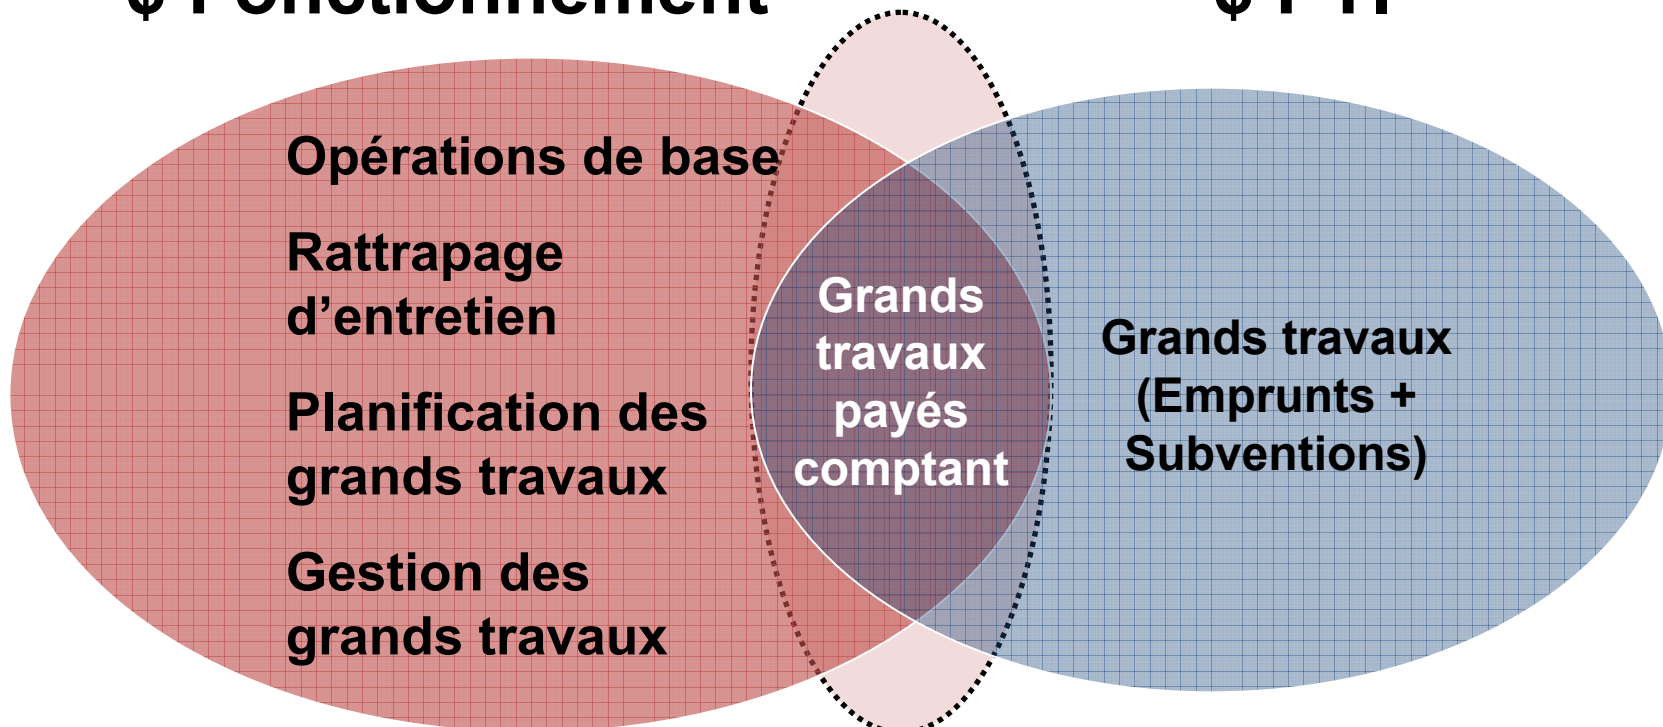 Fonctionnement
Opérations de base
Rattrapage
d’entretien
Planification des
grands travaux
Gestion des
grands travaux
Grands
travaux
payés
comptant
Grands travaux
(Emprunts +
Subventions)